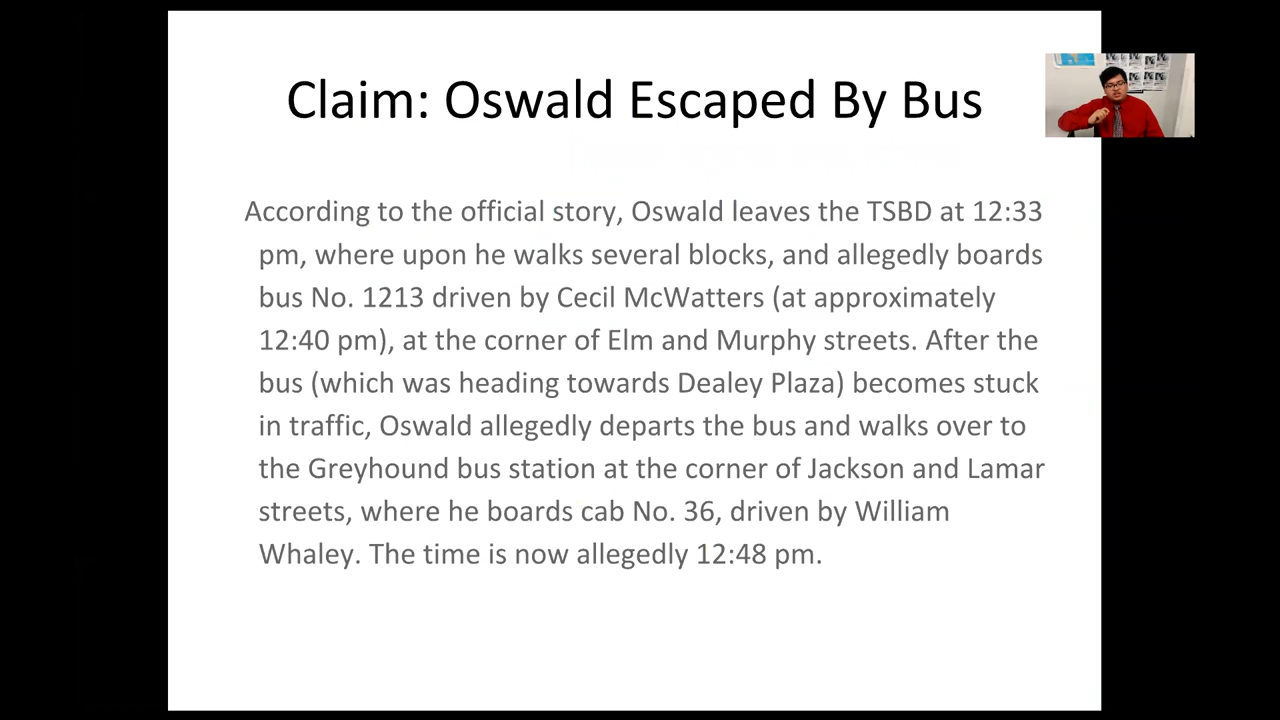 Claim: Oswald Escaped By Bus
According to the official story, Oswald leaves the TSBD at 12:33
pm, where upon he walks several blocks, and allegedly boards
bus No. 1213 driven by Cecil McWatters (at approximately
12:40 pm), at the corner of Elm and Murphy streets. After the
bus (which was heading towards Dealey Plaza) becomes stuck
in traffic, Oswald allegedly departs the bus and walks over to
the Greyhound bus station at the corner of Jackson and Lamar
streets, where he boards cab No. 36, driven by William
Whaley. The time is now allegedly 12:48 pm.